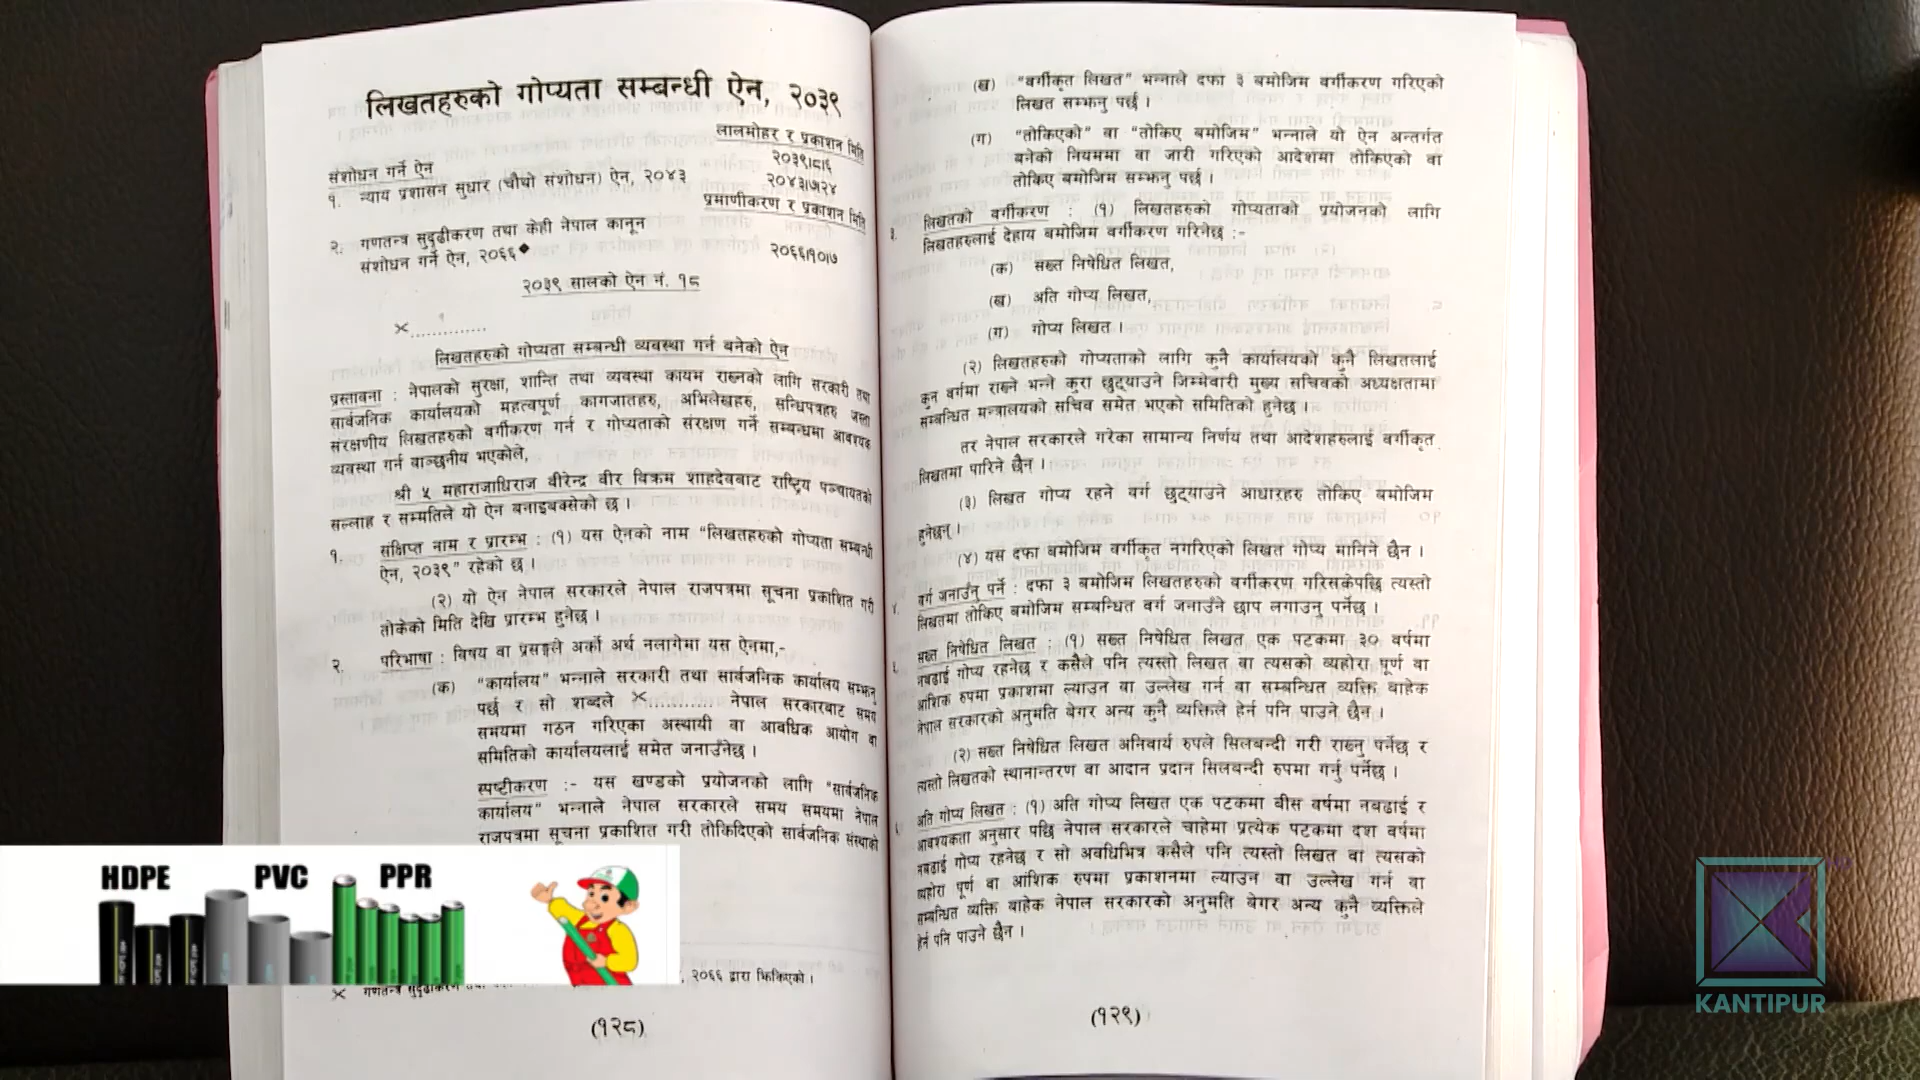 लिखतहरुको गोप्यता सम्बन्धी ऐन, २०३९
लालमोहर र प्रकाशन मिति
२०३९।८।६
संशोधन गर्ने ऐन
१. न्याय प्रशासन सुधार (चौथो संशोधन) ऐन, २०४३
२०४३।७।२४
प्रमाणीकरण र प्रकाशन मिति
२. गणतन्त्र सुदृढीकरण तथा केही नेपाल कानून
संशोधन गर्ने ऐन, २०६६◆
२०६६।१०।७
२०३९ सालको ऐन नं. १८
×.............
लिखतहरुको गोप्यता सम्बन्धी व्यवस्था गर्न बनेको ऐन
प्रस्तावना : नेपालको सुरक्षा, शान्ति तथा व्यवस्था कायम राख्नको लागि सरकारी तथा
सार्वजनिक कार्यालयको महत्वपूर्ण कागजातहरु, अभिलेखहरु, सन्धिपत्रहरु जस्ता
संरक्षणीय लिखतहरुको वर्गीकरण गर्न र गोप्यताको संरक्षण गर्ने सम्बन्धमा आवश्यक
व्यवस्था गर्न वाञ्छनीय भएकोले,
श्री ५ महाराजाधिराज वीरेन्द्र वीर विक्रम शाहदेवबाट राष्ट्रिय पञ्चायतको
सल्लाह र सम्मतिले यो ऐन बनाइबक्सेको छ ।
१. संक्षिप्त नाम र प्रारम्भ : (१) यस ऐनको नाम “लिखतहरुको गोप्यता सम्बन्धी
ऐन, २०३९” रहेको छ ।
(२) यो ऐन नेपाल सरकारले नेपाल राजपत्रमा सूचना प्रकाशित गरी
तोकेको मिति देखि प्रारम्भ हुनेछ ।
२. परिभाषा : विषय वा प्रसङ्गले अर्को अर्थ नलागेमा यस ऐनमा,-
(क) “कार्यालय” भन्नाले सरकारी तथा सार्वजनिक कार्यालय सम्झनु
पर्छ र सो शब्दले ×............. नेपाल सरकारबाट समय
समयमा गठन गरिएका अस्थायी वा आवधिक आयोग वा
समितिको कार्यालयलाई समेत जनाउँनेछ ।
स्पष्टीकरण :- यस खण्डको प्रयोजनको लागि “सार्वजनिक
कार्यालय” भन्नाले नेपाल सरकारले समय समयमा नेपाल
राजपत्रमा सूचना प्रकाशित गरी तोकिदिएको सार्वजनिक संस्थाको
HDPE PVC PPR
, २०६६ द्वारा झिकिएको ।
× गणतन्त्र सुदृढीकरण
(१२८)
(ख) “वर्गीकृत लिखत” भन्नाले दफा ३ बमोजिम वर्गीकरण गरिएको
लिखत सम्झनु पर्छ ।
(ग) “तोकिएको” वा “तोकिए बमोजिम” भन्नाले यो ऐन अन्तर्गत
बनेको नियममा वा जारी गरिएको आदेशमा तोकिएको वा
तोकिए बमोजिम सम्झनु पर्छ ।
३. लिखतको वर्गीकरण : (१) लिखतहरुको गोप्यताको प्रयोजनको लागि
लिखतहरुलाई देहाय बमोजिम वर्गीकरण गरिनेछ :-
(क) सख्त निषेधित लिखत,
(ख) अति गोप्य लिखत,
(ग) गोप्य लिखत ।
(२) लिखतहरुको गोप्यताको लागि कुनै कार्यालयको कुनै लिखतलाई
कुन वर्गमा राख्ने भन्ने कुरा छुट्याउने जिम्मेवारी मुख्य सचिवको अध्यक्षतामा
सम्बन्धित मन्त्रालयको सचिव समेत भएको समितिको हुनेछ ।
तर नेपाल सरकारले गरेका सामान्य निर्णय तथा आदेशहरुलाई वर्गीकृत
लिखतमा पारिने छैन ।
(३) लिखत गोप्य रहने वर्ग छुट्याउने आधारहरु तोकिए बमोजिम
हुनेछन् ।
(४) यस दफा बमोजिम वर्गीकृत नगरिएको लिखत गोप्य मानिने छैन ।
४. वर्ग जनाउँनु पर्ने : दफा ३ बमोजिम लिखतहरुको वर्गीकरण गरिसकेपछि त्यस्तो
लिखतमा तोकिए बमोजिम सम्बन्धित वर्ग जनाउँने छाप लगाउनु पर्नेछ ।
सख्त निषेधित लिखत : (१) सख्त निषेधित लिखत एक पटकमा ३० वर्षमा
नबढाई गोप्य रहनेछ र कसैले पनि त्यस्तो लिखत वा त्यसको व्यहोरा पूर्ण वा
आंशिक रुपमा प्रकाशमा ल्याउन वा उल्लेख गर्न वा सम्बन्धित व्यक्ति बाहेक
नेपाल सरकारको अनुमति बेगर अन्य कुनै व्यक्तिले हेर्न पनि पाउने छैन ।
(२) सख्त निषेधित लिखत अनिवार्य रुपले सिलबन्दी गरी राख्नु पर्नेछ र
त्यस्तो लिखतको स्थानान्तरण वा आदान प्रदान सिलबन्दी रुपमा गर्नु पर्नेछ ।
अति गोप्य लिखत : (१) अति गोप्य लिखत एक पटकमा बीस वर्षमा नबढाई र
आवश्यकता अनुसार पछि नेपाल सरकारले चाहेमा प्रत्येक पटकमा दश वर्षमा
नबढाई गोप्य रहनेछ र सो अवधिभित्र कसैले पनि त्यस्तो लिखत वा त्यसको
व्यहोरा पूर्ण वा आंशिक रुपमा प्रकाशनमा ल्याउन वा उल्लेख गर्न वा
सम्बन्धित व्यक्ति बाहेक नेपाल सरकारको अनुमति बेगर अन्य कुनै व्यक्तिले
हेर्न पनि पाउने छैन ।
(१२९)
KANTIPUR